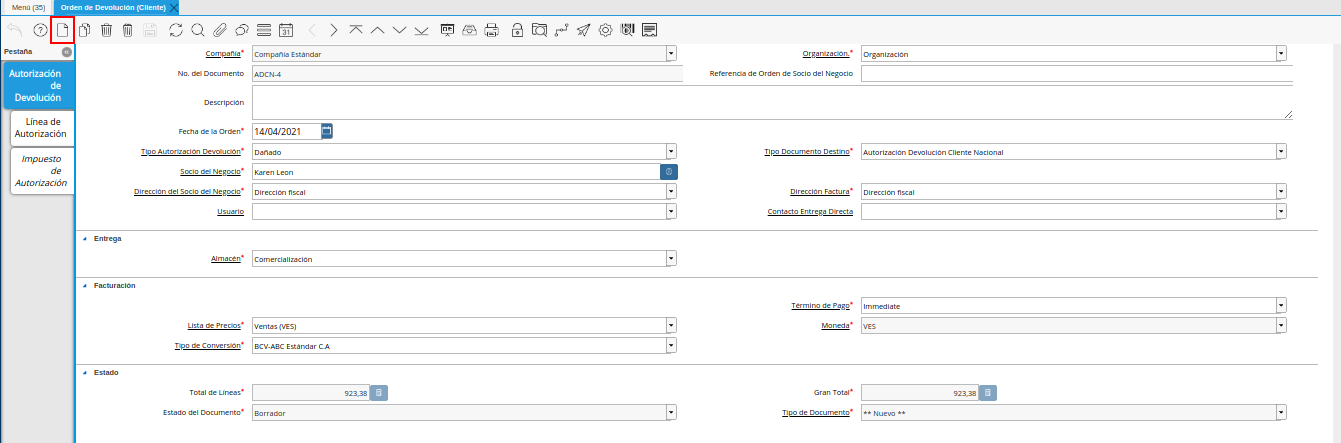 Menú (35)
Orden de Devolución (Cliente)
31
Pestaña
Autorización de Devolución
Línea de Autorización
Impuesto de Autorización
Compañía* Compañía Estándar Organización.* Organización
No. del Documento ADCN-4 Referencia de Orden de Socio del Negocio
Descripción
Fecha de la Orden* 14/04/2021
Tipo Autorización Devolución* Dañado Tipo Documento Destino* Autorización Devolución Cliente Nacional
Socio del Negocio* Karen Leon
Dirección del Socio del Negocio* Dirección fiscal Dirección Factura* Dirección fiscal
Usuario Contacto Entrega Directa
Entrega
Almacén* Comercialización
Facturación
Término de Pago* Immediate
Lista de Precios* Ventas (VES) Moneda* VES
Tipo de Conversión* BCV-ABC Estándar C.A
Estado
Total de Líneas* 923,38 Gran Total* 923,38
Estado del Documento* Borrador Tipo de Documento* ** Nuevo **